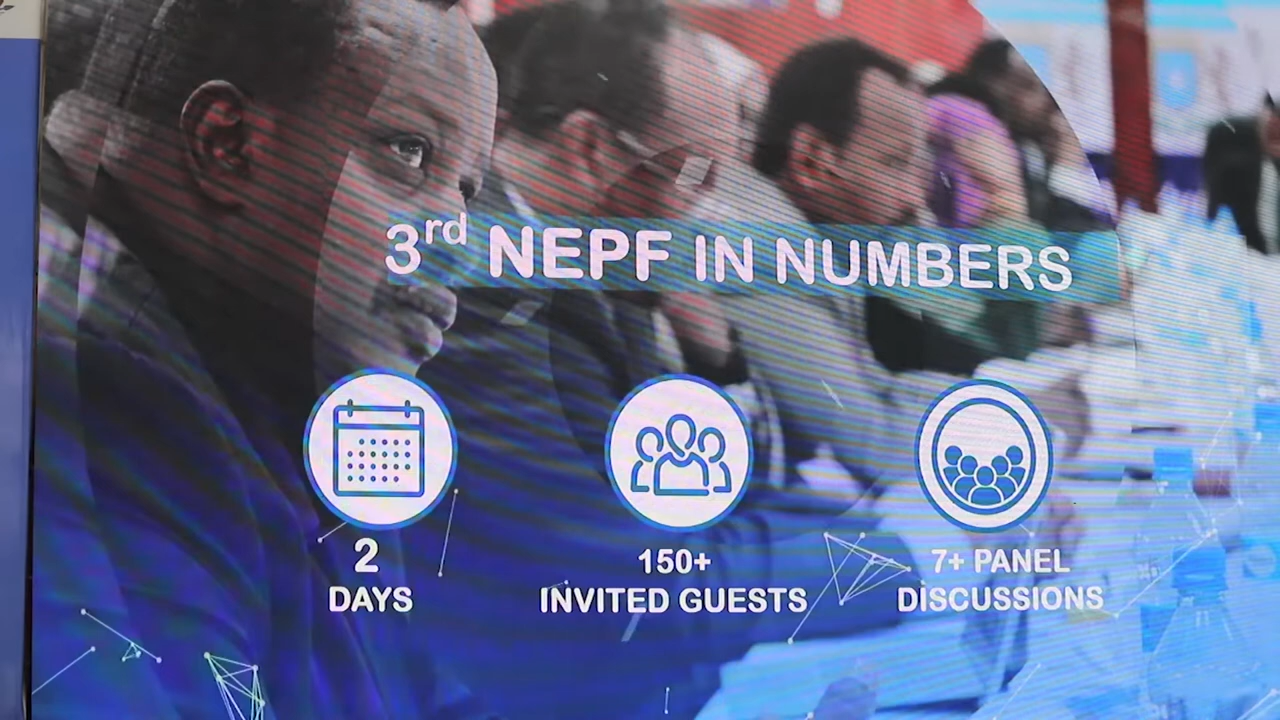 3rd NEPF IN NUMBERS
2
DAYS
150+
INVITED GUESTS
7+ PANEL
DISCUSSIONS